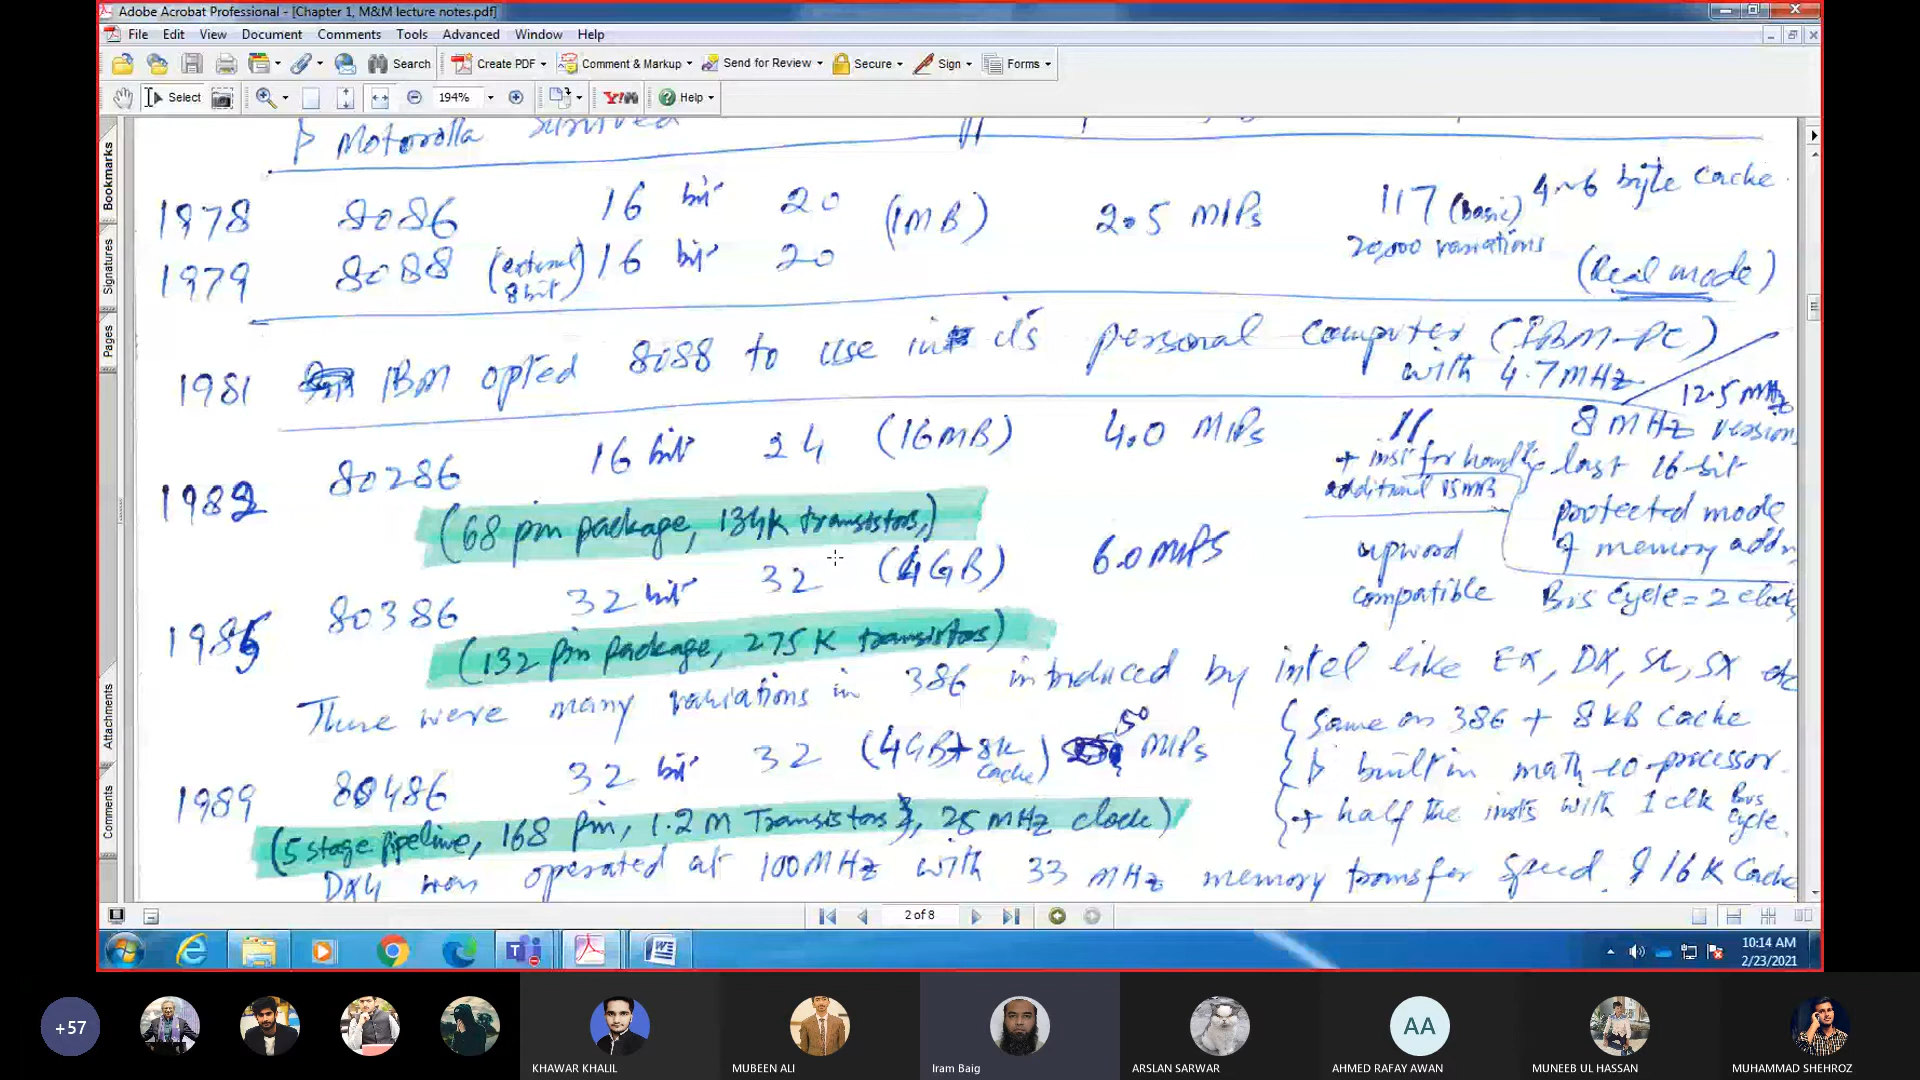 Adobe Acrobat Professional - [Chapter 1, M&M lecture notes.pdf]
File Edit View Document Comments Tools Advanced Window Help
Search Create PDF Comment & Markup Send for Review Secure Sign Forms
Select 194% Help
Bookmarks
Signatures
Pages
Attachments
Comments
Motorolla survived
1978 8086 16 bit 20 (1MB) 2.5 MIPs 117 (basic) 4~6 byte cache.
20,000 variations
1979 8088 (external 8 bit) 16 bit 20 (Real mode)
1981 IBM opted 8088 to use in its personal computer (IBM-PC)
with 4.7MHz
12.5 MHz
1982 80286 16 bit 24 (16MB) 4.0 MIPs 11 8 MHz version
+ inst for handling additional 15MB
last 16-bit
protected mode
of memory addr
(68 pin package, 134K transistors,)
1985 80386 32 bit 32 (4GB) 6.0 MIPS upword compatible
Bus Cycle = 2 clocks
(132 pin package, 275 K transistors)
There were many variations in 386 introduced by intel like EX, DX, SL, SX etc
1989 80486 32 bit 32 (4GB + 8k cache) 50 MIPs
{ Same as 386 + 8 kB cache
{ built in math-co-processor.
{ + half the insts with 1 clk Bus cycle.
(5 stage pipeline, 168 pin, 1.2 M Transistors, 25 MHz clock)
DX4 was operated at 100MHz with 33 MHz memory transfer speed & 16 K Cache
2 of 8
10:14 AM
2/23/2021
+57
KHAWAR KHALIL
MUBEEN ALI
Iram Baig
ARSLAN SARWAR
AA
AHMED RAFAY AWAN
MUNEEB UL HASSAN
MUHAMMAD SHEHROZ